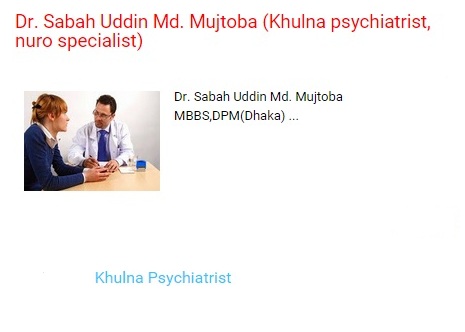 Dr. Sabah Uddin Md. Mujtoba (Khulna psychiatrist,
nuro specialist)
Dr. Sabah Uddin Md. Mujtoba
MBBS,DPM(Dhaka) ...
Khulna Psychiatrist